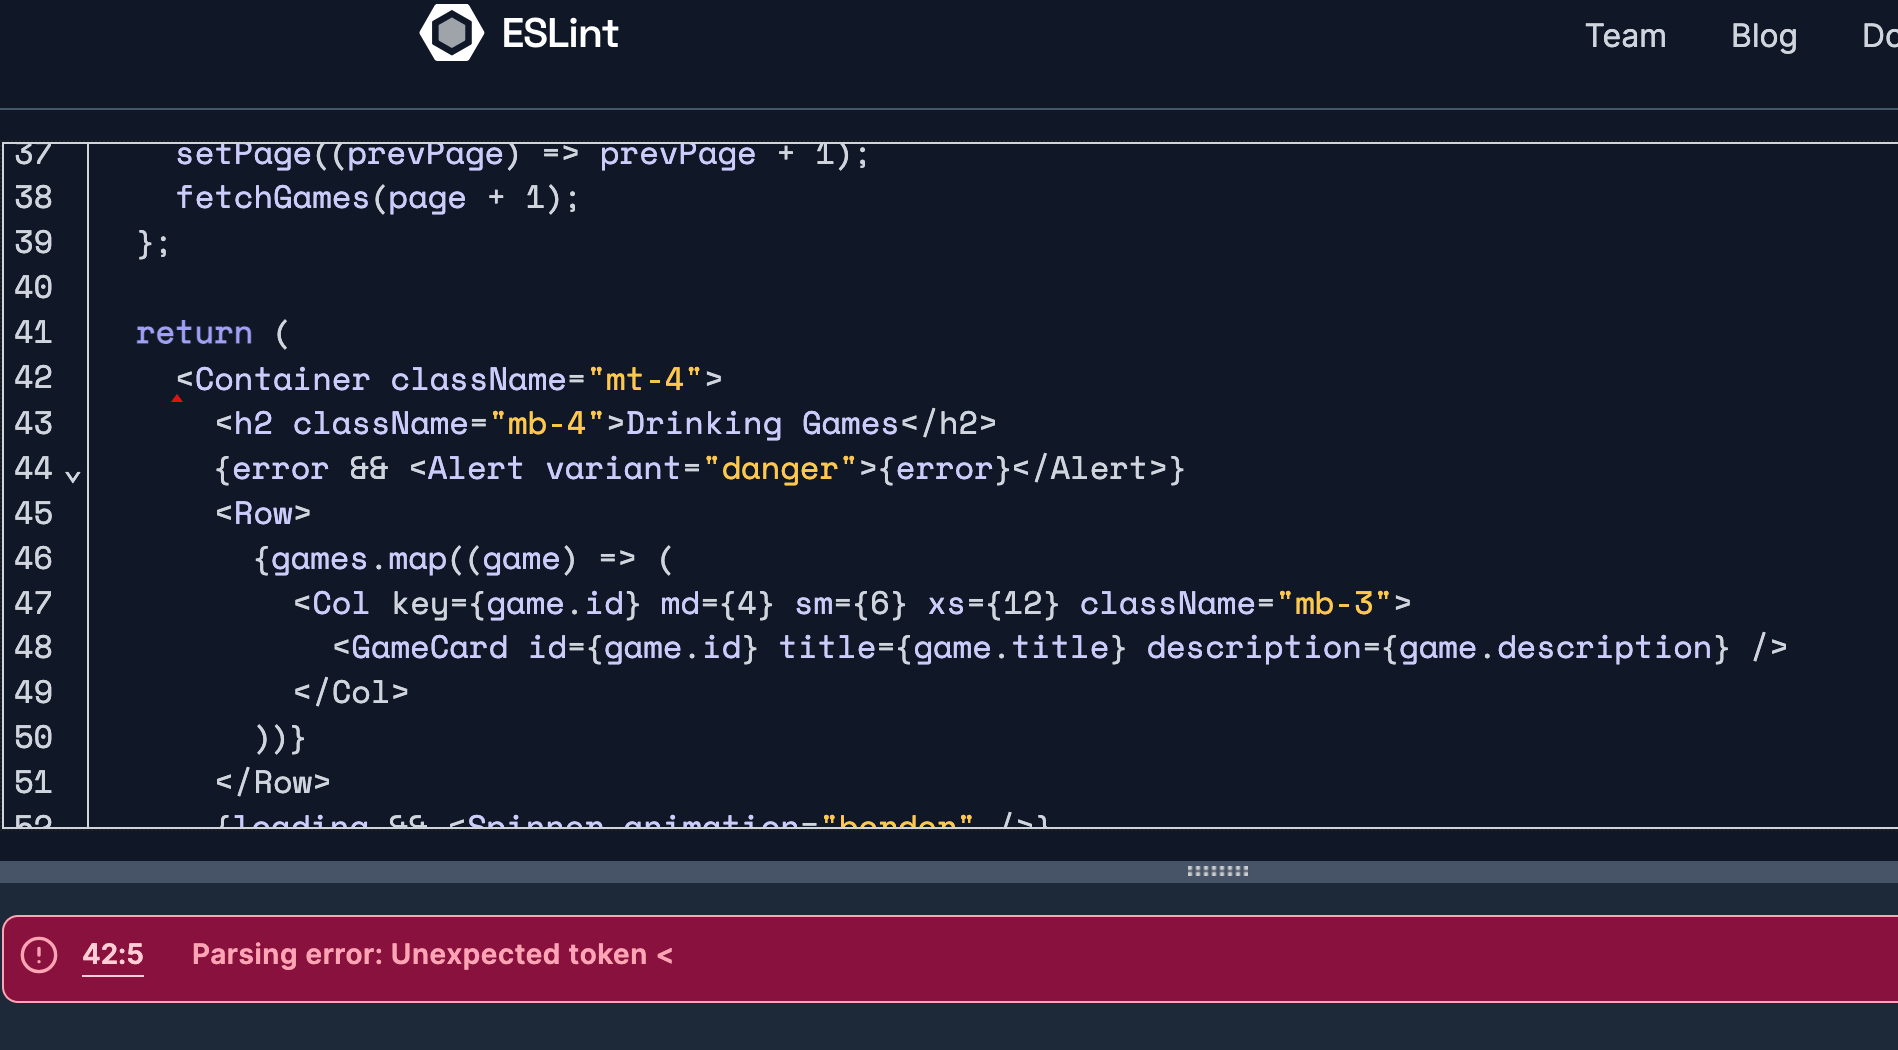 ESLint
Team Blog
37 setPage((prevPage) => prevPage + 1);
38 fetchGames(page + 1);
39 };
40
41 return (
42 <Container className="mt-4">
43 <h2 className="mb-4">Drinking Games</h2>
44 {error && <Alert variant="danger">{error}</Alert>}
45 <Row>
46 {games.map((game) => (
47 <Col key={game.id} md={4} sm={6} xs={12} className="mb-3">
48 <GameCard id={game.id} title={game.title} description={game.description} />
49 </Col>
50 ))}
51 </Row>
52 {loading && <Spinner animation="border" />}
42:5 Parsing error: Unexpected token <